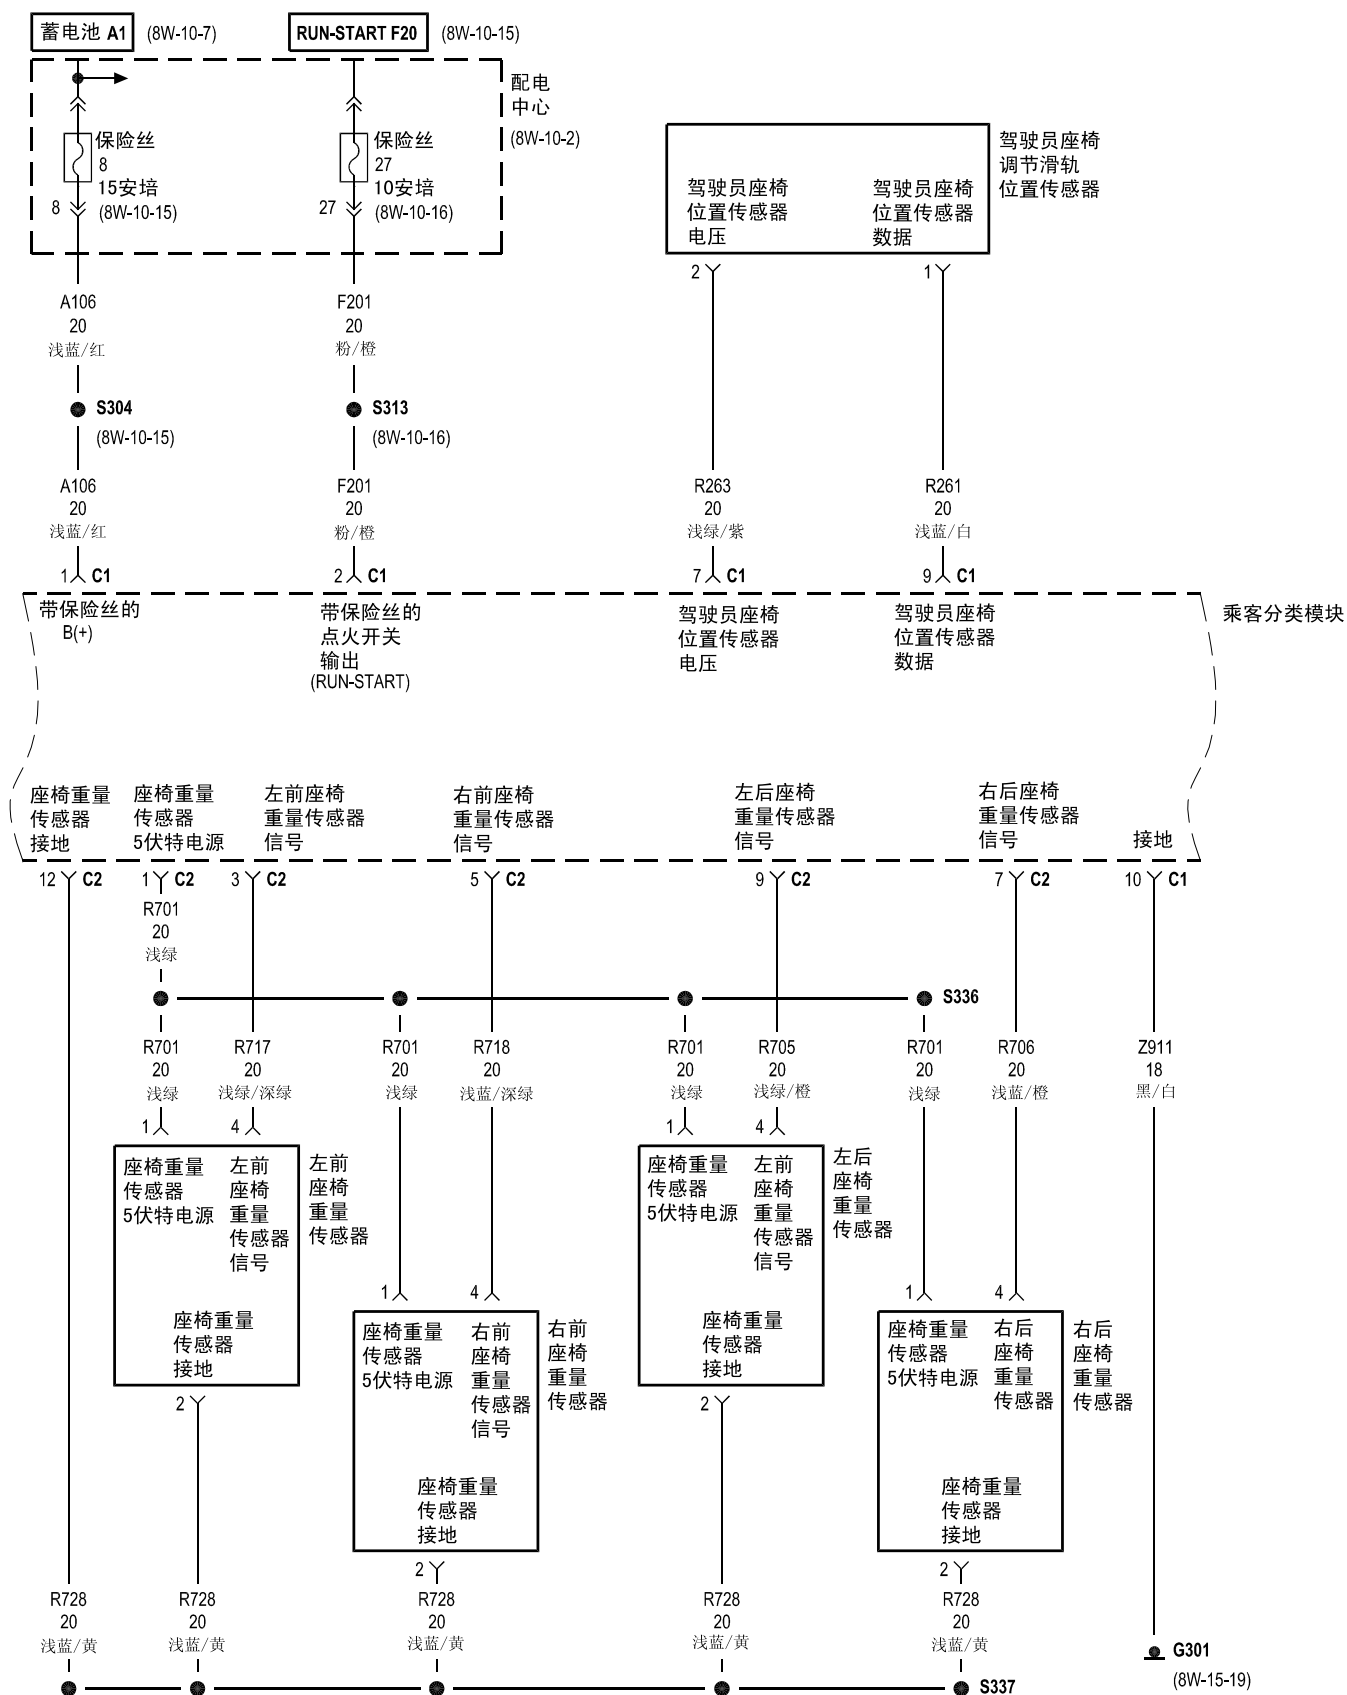 蓄电池 A1 (8W-10-7)
RUN-START F20 (8W-10-15)
配电
中心
(8W-10-2)
保险丝
8
15安培
(8W-10-15)
8
保险丝
27
10安培
(8W-10-16)
27
驾驶员座椅
调节滑轨
位置传感器
驾驶员座椅
位置传感器
电压
驾驶员座椅
位置传感器
数据
2
1
A106
20
浅蓝/红
F201
20
粉/橙
S304
(8W-10-15)
S313
(8W-10-16)
A106
20
浅蓝/红
F201
20
粉/橙
R263
20
浅绿/紫
R261
20
浅蓝/白
1 C1
2 C1
7 C1
9 C1
带保险丝的
B(+)
带保险丝的
点火开关
输出
(RUN-START)
驾驶员座椅
位置传感器
电压
驾驶员座椅
位置传感器
数据
乘客分类模块
座椅重量
传感器
接地
座椅重量
传感器
5伏特电源
左前座椅
重量传感器
信号
右前座椅
重量传感器
信号
左后座椅
重量传感器
信号
右后座椅
重量传感器
信号
接地
12 C2
1 C2
3 C2
5 C2
9 C2
7 C2
10 C1
R701
20
浅绿
S336
R701
20
浅绿
R717
20
浅绿/深绿
R701
20
浅绿
R718
20
浅蓝/深绿
R701
20
浅绿
R705
20
浅绿/橙
R701
20
浅绿
R706
20
浅蓝/橙
Z911
18
黑/白
1
4
座椅重量
传感器
5伏特电源
左前
座椅
重量
传感器
信号
左前
座椅
重量
传感器
座椅重量
传感器
接地
2
1
4
座椅重量
传感器
5伏特电源
右前
座椅
重量
传感器
信号
右前
座椅
重量
传感器
座椅重量
传感器
接地
2
1
4
座椅重量
传感器
5伏特电源
左前
座椅
重量
传感器
信号
左后
座椅
重量
传感器
座椅重量
传感器
接地
2
1
4
座椅重量
传感器
5伏特电源
右后
座椅
重量
传感器
右后
座椅
重量
传感器
座椅重量
传感器
接地
2
R728
20
浅蓝/黄
R728
20
浅蓝/黄
R728
20
浅蓝/黄
R728
20
浅蓝/黄
R728
20
浅蓝/黄
S337
G301
(8W-15-19)